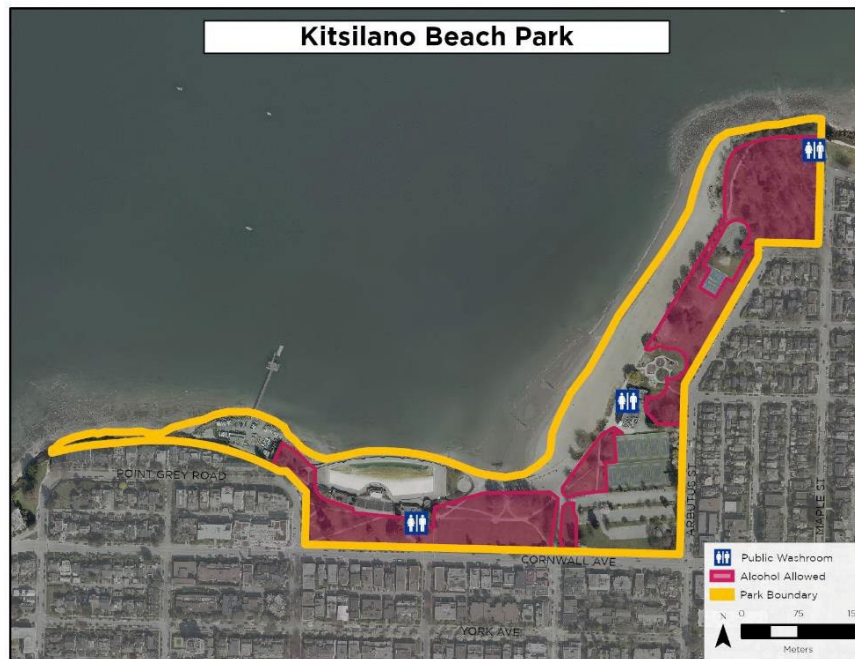 Kitsilano Beach Park
POINT GREY ROAD
CORNWALL AVE
YORK AVE
ARBUTUS ST
MAPLE ST
Public Washroom
Alcohol Allowed
Park Boundary
N
0 75 15
Meters